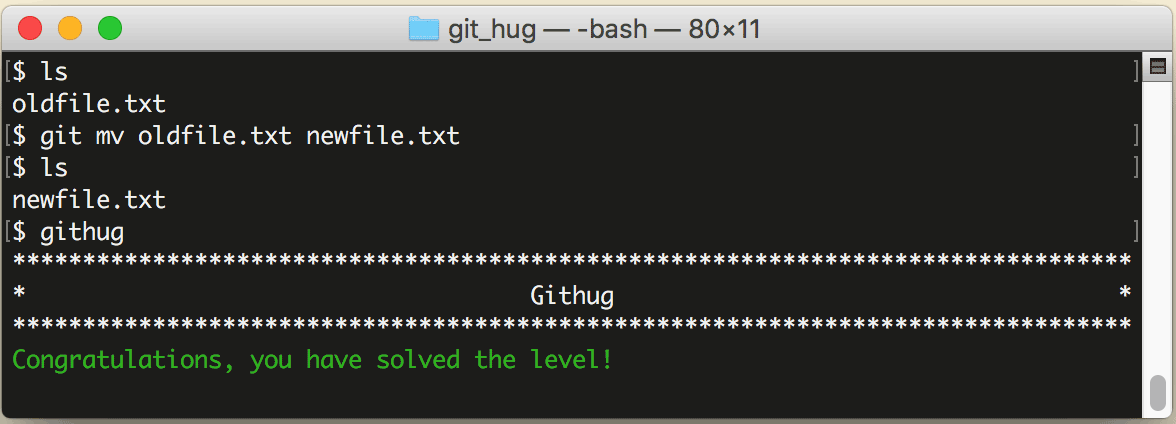 git_hug — -bash — 80×11
[$ ls ]
oldfile.txt
[$ git mv oldfile.txt newfile.txt ]
[$ ls ]
newfile.txt
[$ githug ]
********************************************************************************
*                                    Githug                                    *
********************************************************************************
Congratulations, you have solved the level!